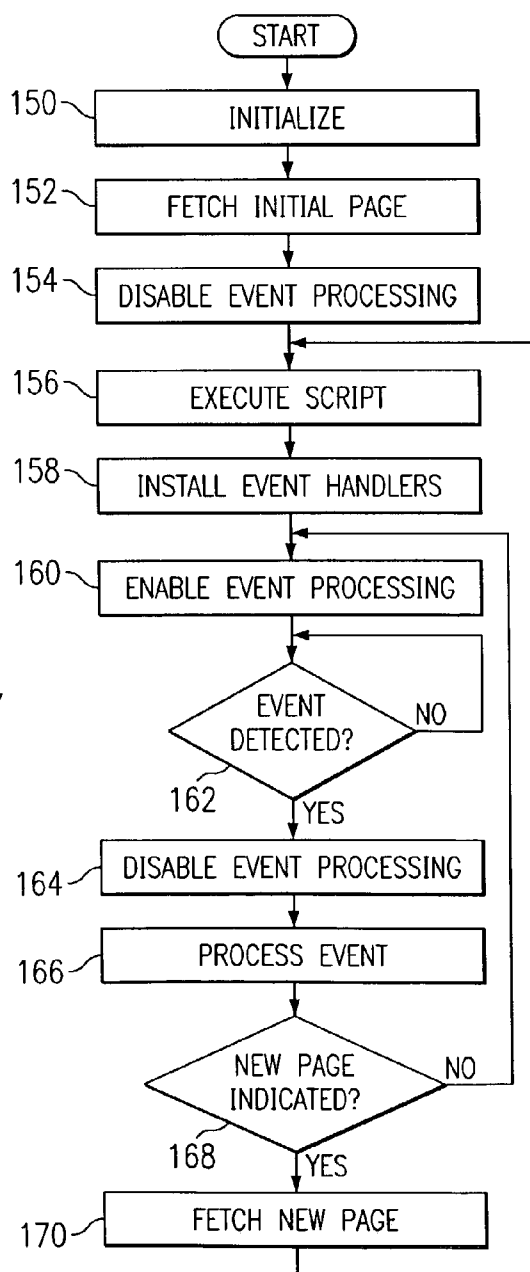 START
150
INITIALIZE
152
FETCH INITIAL PAGE
154
DISABLE EVENT PROCESSING
156
EXECUTE SCRIPT
158
INSTALL EVENT HANDLERS
160
ENABLE EVENT PROCESSING
EVENT
DETECTED?
NO
162
YES
164
DISABLE EVENT PROCESSING
166
PROCESS EVENT
NEW PAGE
INDICATED?
NO
168
YES
170
FETCH NEW PAGE